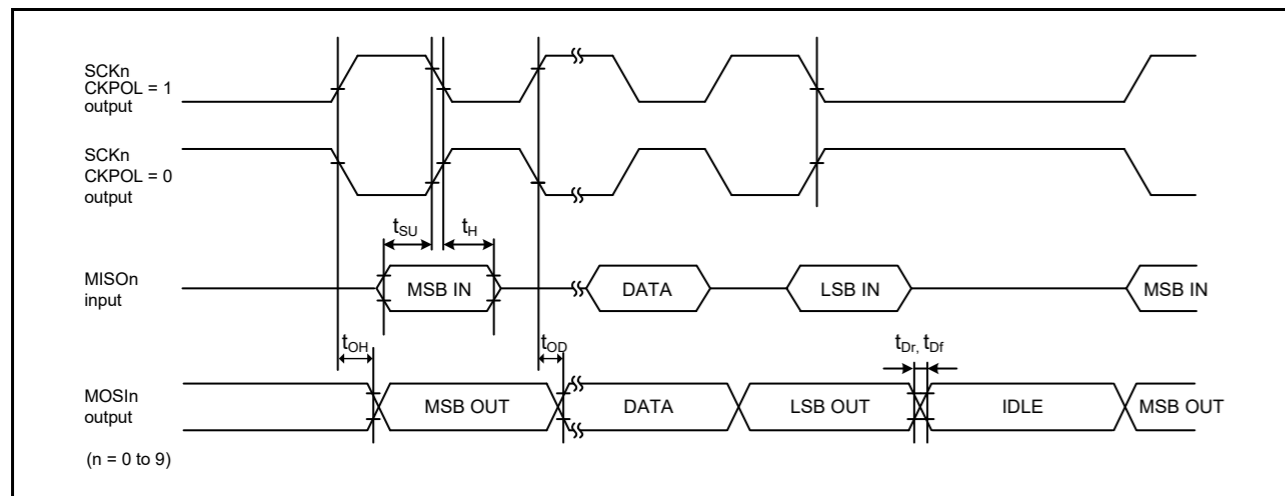 SCKn
CKPOL = 1
output
SCKn
CKPOL = 0
output
tSU
tH
MISOn
input
MSB IN
DATA
LSB IN
MSB IN
tOH
tOD
tDr, tDf
MOSIn
output
MSB OUT
DATA
LSB OUT
IDLE
MSB OUT
(n = 0 to 9)